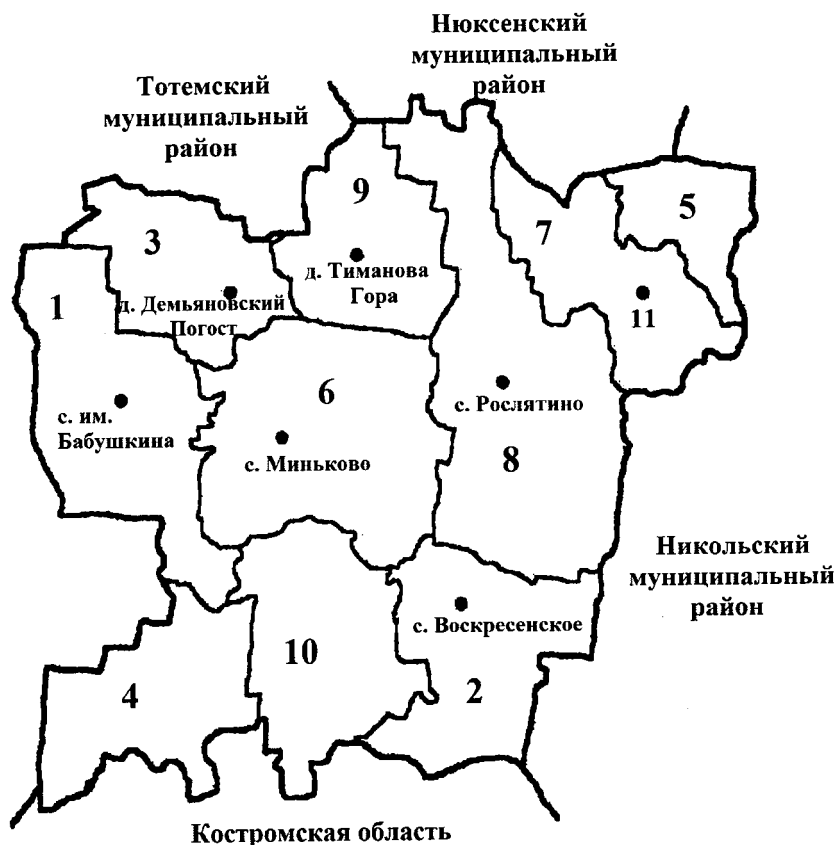 Нюксенский
муниципальный
район
Тотемский
муниципальный
район
9
5
3
7
д. Тиманова
Гора
1
д. Демьяновский
Погост
11
6
с. Рослятино
с. им.
Бабушкина
с. Миньково
8
Никольский
муниципальный
район
с. Воскресенское
10
4
2
Костромская область